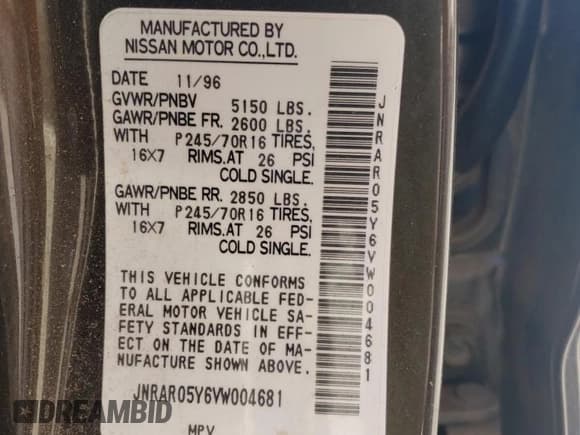 MANUFACTURED BY
NISSAN MOTOR CO.,LTD.
DATE 11/96
GVWR/PNBV 5150 LBS.
GAWR/PNBE FR. 2600 LBS.
WITH P245/70R16 TIRES,
16X7 RIMS,AT 26 PSI
COLD SINGLE.
GAWR/PNBE RR. 2850 LBS.
WITH P245/70R16 TIRES,
16X7 RIMS,AT 26 PSI
COLD SINGLE.
THIS VEHICLE CONFORMS
TO ALL APPLICABLE FED-
ERAL MOTOR VEHICLE SA-
FETY STANDARDS IN EFF-
ECT ON THE DATE OF MA-
NUFACTURE SHOWN ABOVE.
JNRAR05Y6VW004681
MPV
JNRAR05Y6VW004681
DREAMBID